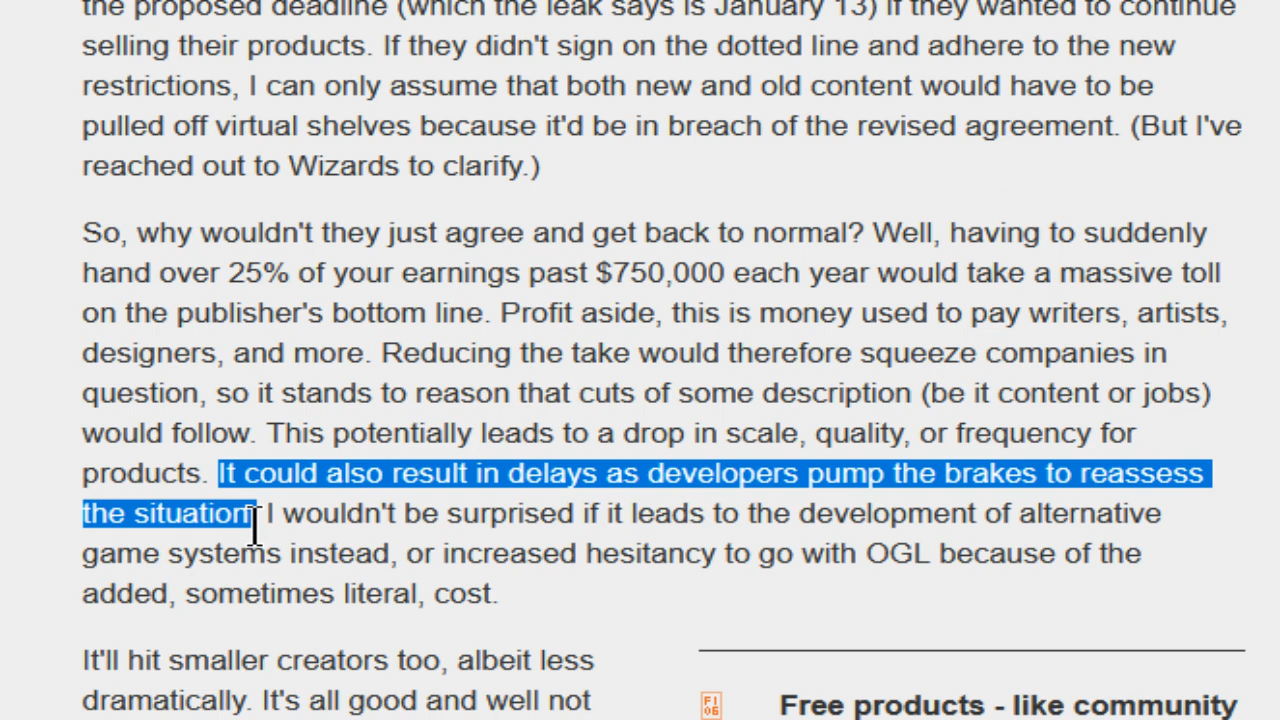 the proposed deadline (which the leak says is January 13) if they wanted to continue
selling their products. If they didn't sign on the dotted line and adhere to the new
restrictions, I can only assume that both new and old content would have to be
pulled off virtual shelves because it'd be in breach of the revised agreement. (But I've
reached out to Wizards to clarify.)
So, why wouldn't they just agree and get back to normal? Well, having to suddenly
hand over 25% of your earnings past $750,000 each year would take a massive toll
on the publisher's bottom line. Profit aside, this is money used to pay writers, artists,
designers, and more. Reducing the take would therefore squeeze companies in
question, so it stands to reason that cuts of some description (be it content or jobs)
would follow. This potentially leads to a drop in scale, quality, or frequency for
products. It could also result in delays as developers pump the brakes to reassess
the situation. I wouldn't be surprised if it leads to the development of alternative
game systems instead, or increased hesitancy to go with OGL because of the
added, sometimes literal, cost.
It'll hit smaller creators too, albeit less
dramatically. It's all good and well not
F106
Free products - like community